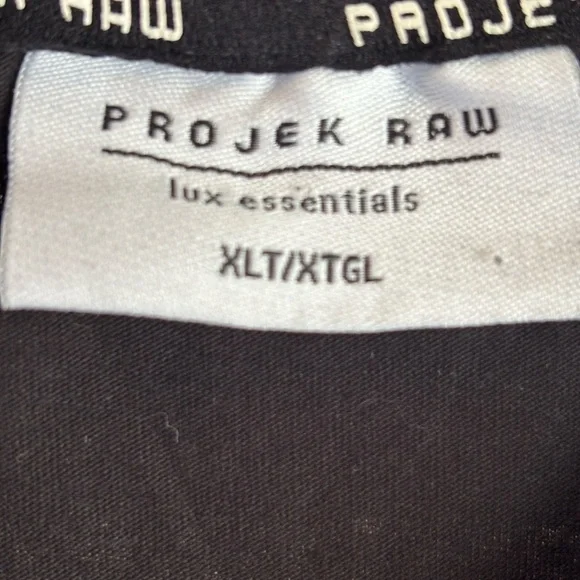 RAW PROJE
PROJEK RAW
lux essentials
XLT/XTGL